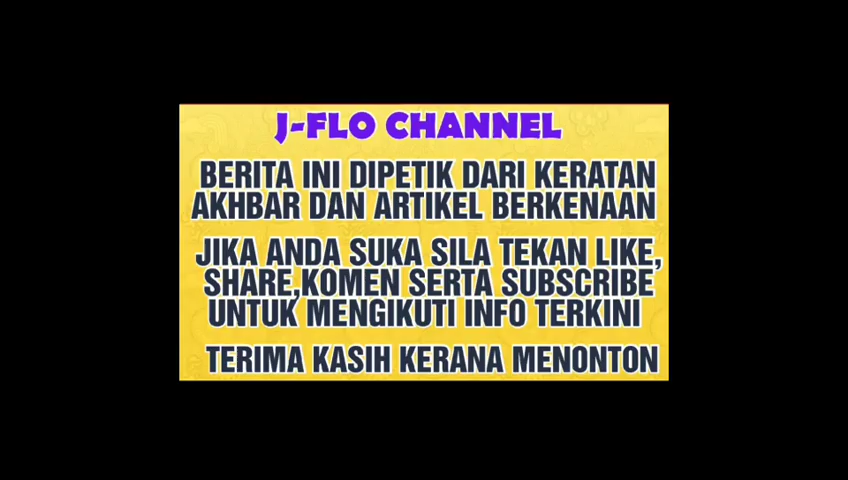 J-FLO CHANNEL
BERITA INI DIPETIK DARI KERATAN
AKHBAR DAN ARTIKEL BERKENAAN
JIKA ANDA SUKA SILA TEKAN LIKE,
SHARE,KOMEN SERTA SUBSCRIBE
UNTUK MENGIKUTI INFO TERKINI
TERIMA KASIH KERANA MENONTON